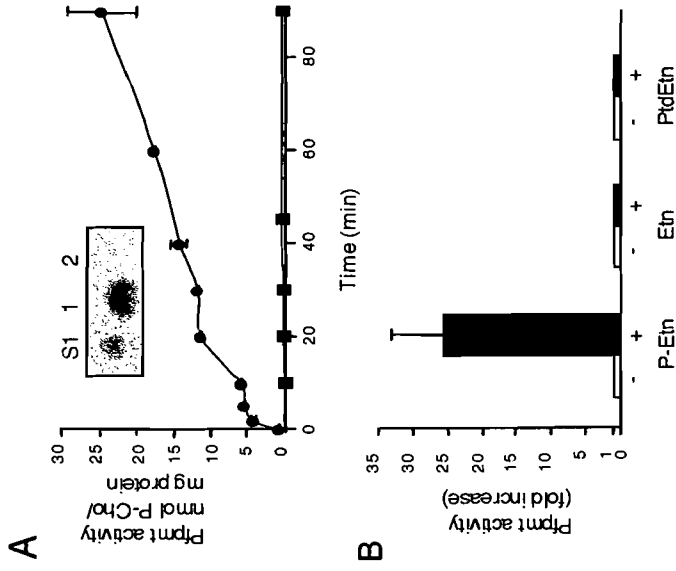 A
S1 1 2
Pfpmt activity
nmol P-Cho/
mg protein
30
25
20
15
10
5
0
0 20 40 60 80
Time (min)
B
Pfpmt activity
(fold increase)
35
30
25
20
15
10
5
1
0
- + - + - +
P-Etn Etn PtdEtn